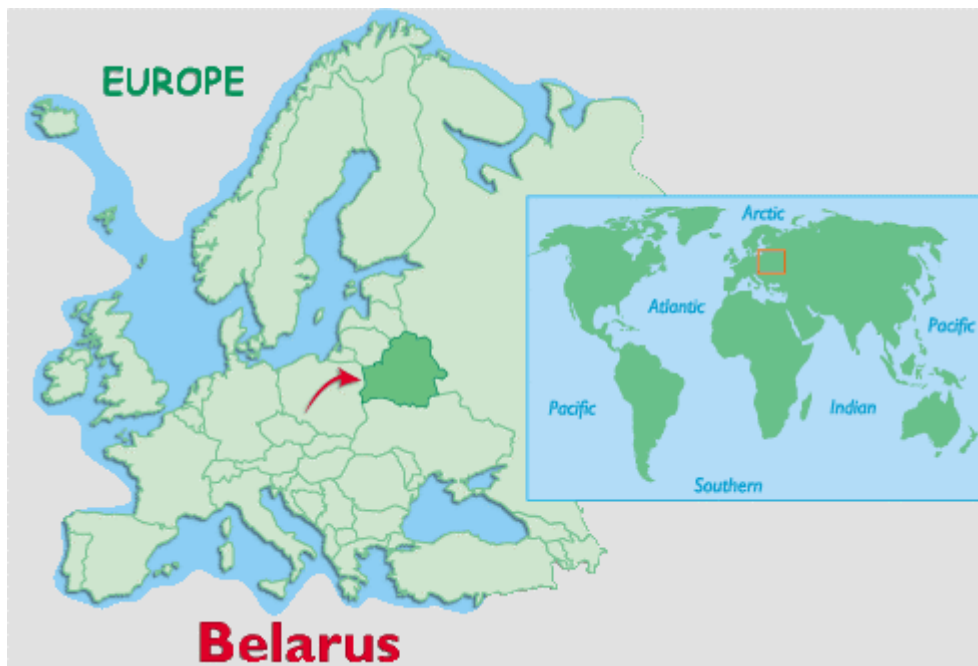 EUROPE
Arctic
Atlantic
Pacific
Pacific
Indian
Southern
Belarus